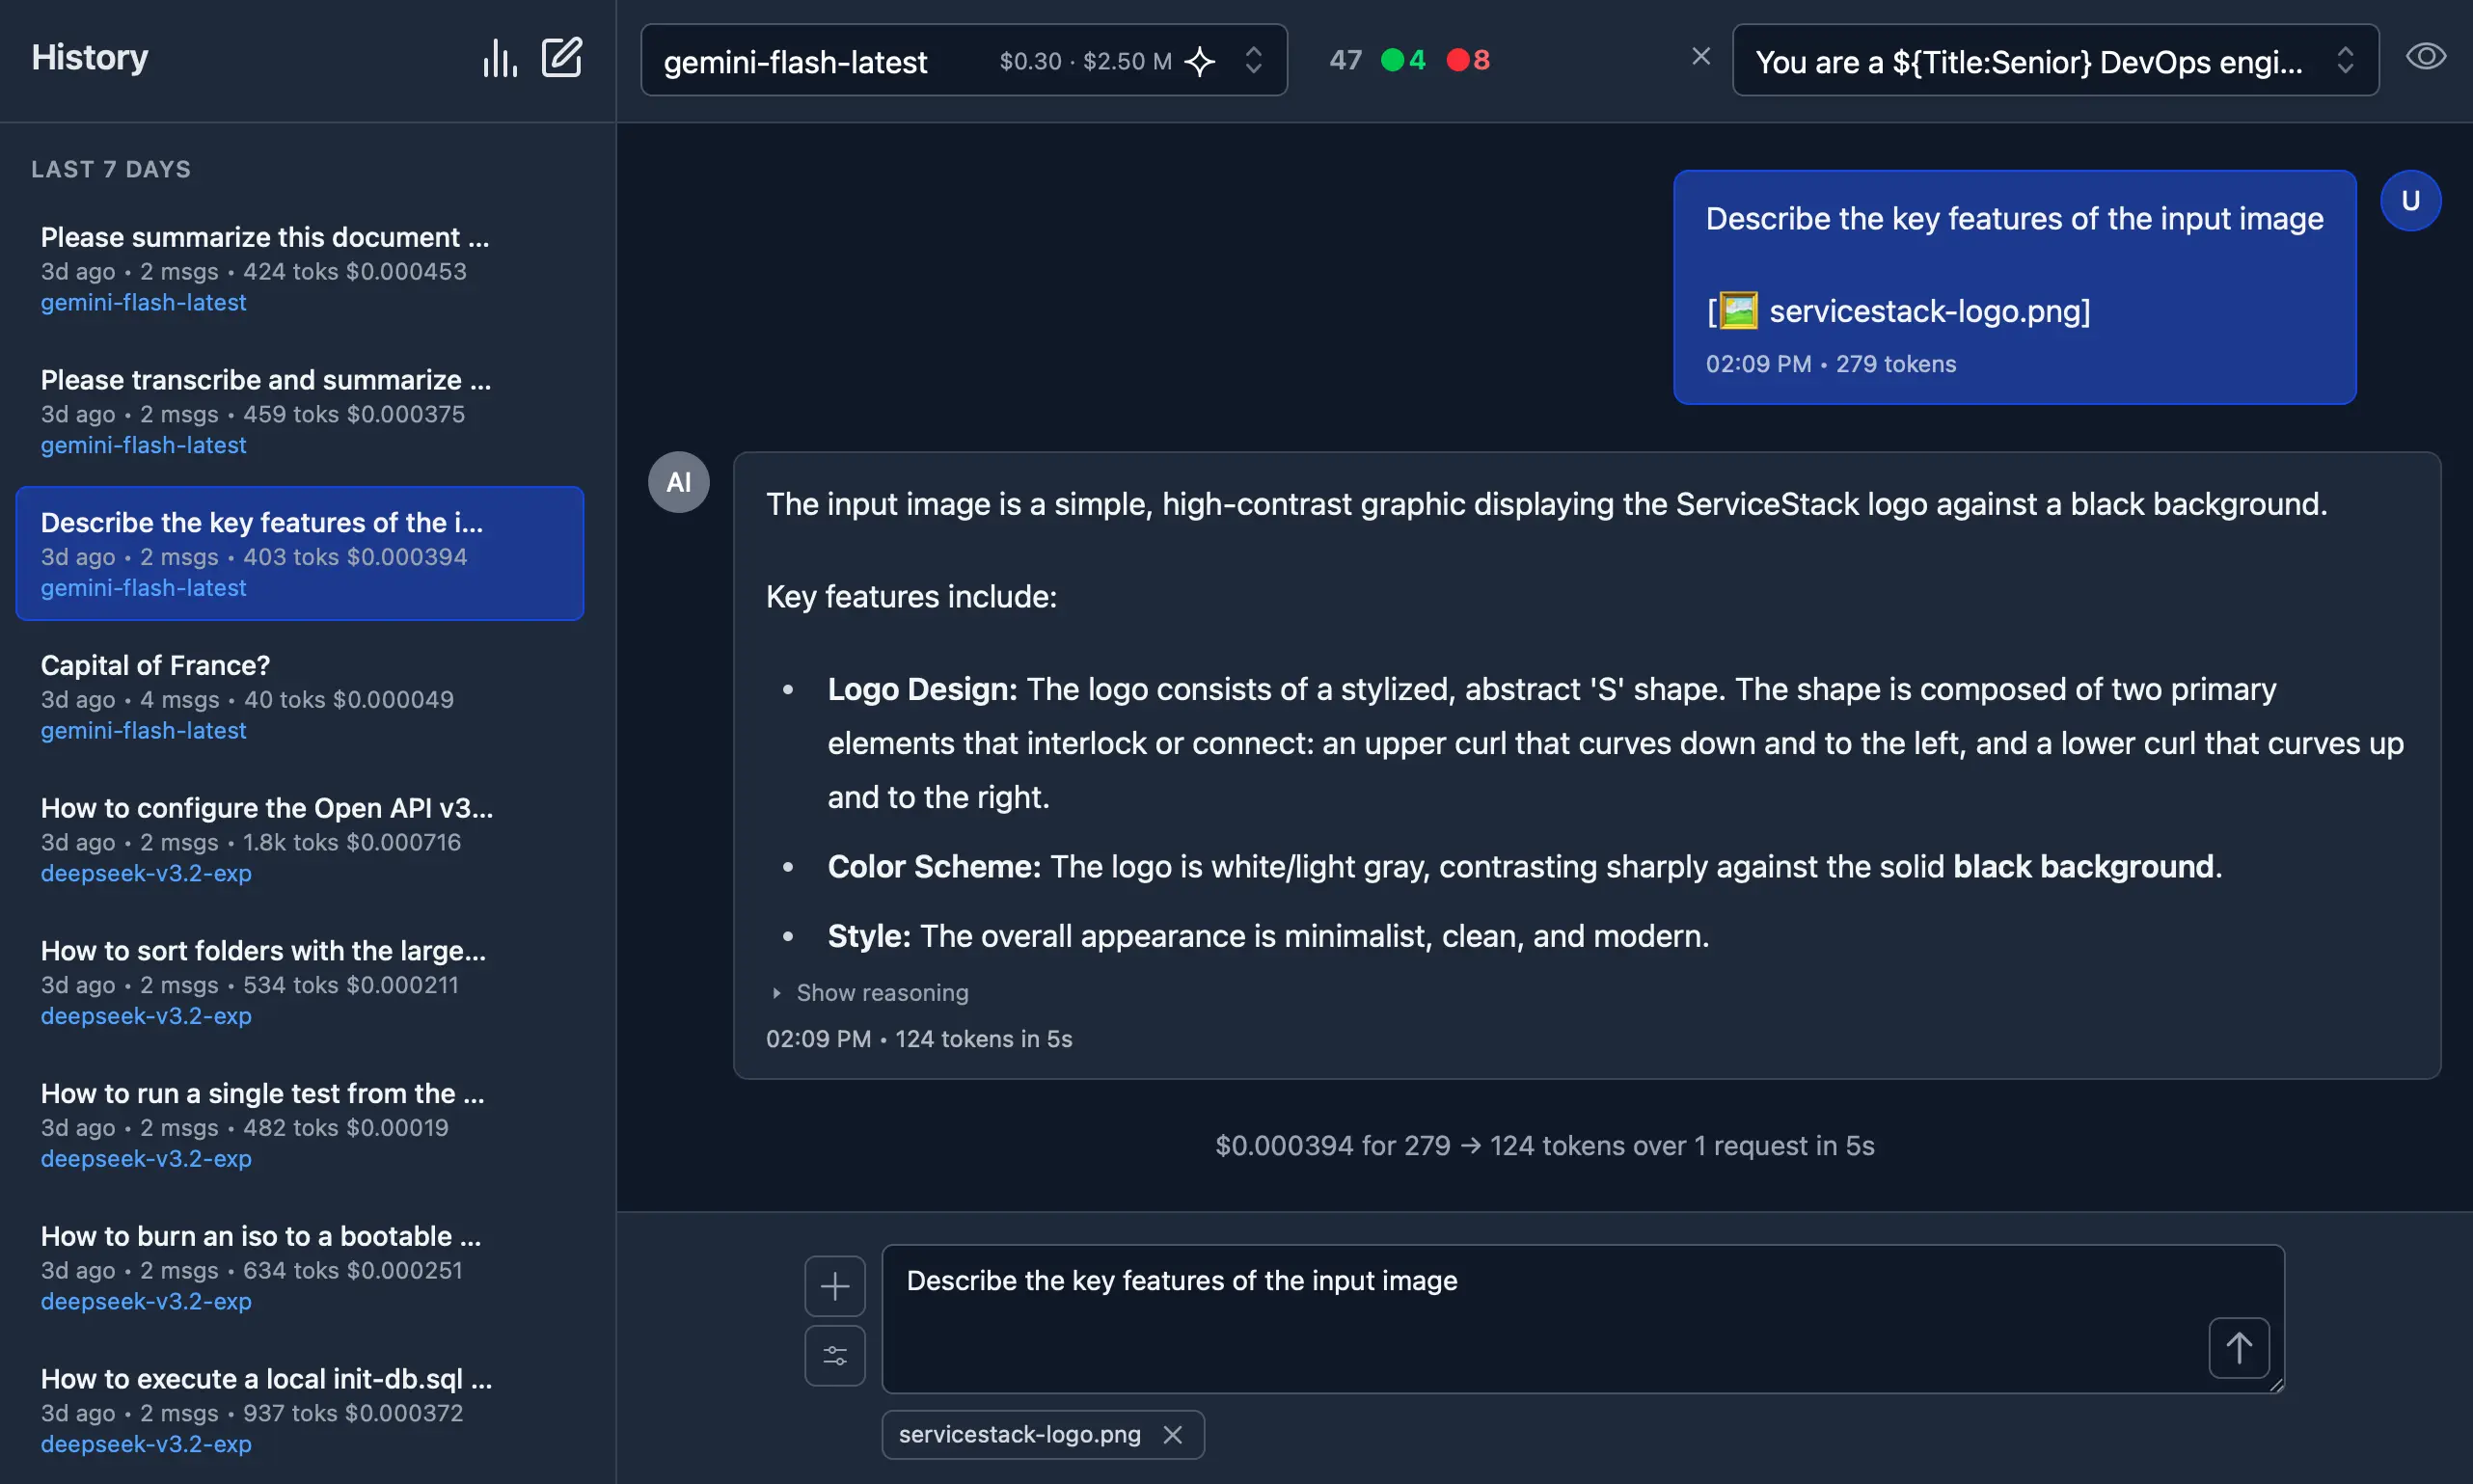 History
gemini-flash-latest $0.30 · $2.50 M
47 4 8
You are a ${Title:Senior} DevOps engi...
LAST 7 DAYS
Please summarize this document ...
3d ago • 2 msgs • 424 toks $0.000453
gemini-flash-latest
Please transcribe and summarize ...
3d ago • 2 msgs • 459 toks $0.000375
gemini-flash-latest
Describe the key features of the i...
3d ago • 2 msgs • 403 toks $0.000394
gemini-flash-latest
Capital of France?
3d ago • 4 msgs • 40 toks $0.000049
gemini-flash-latest
How to configure the Open API v3...
3d ago • 2 msgs • 1.8k toks $0.000716
deepseek-v3.2-exp
How to sort folders with the large...
3d ago • 2 msgs • 534 toks $0.000211
deepseek-v3.2-exp
How to run a single test from the ...
3d ago • 2 msgs • 482 toks $0.00019
deepseek-v3.2-exp
How to burn an iso to a bootable ...
3d ago • 2 msgs • 634 toks $0.000251
deepseek-v3.2-exp
How to execute a local init-db.sql ...
3d ago • 2 msgs • 937 toks $0.000372
deepseek-v3.2-exp
Describe the key features of the input image
[🖼️ servicestack-logo.png]
02:09 PM • 279 tokens
U
AI
The input image is a simple, high-contrast graphic displaying the ServiceStack logo against a black background.
Key features include:
• Logo Design: The logo consists of a stylized, abstract 'S' shape. The shape is composed of two primary
elements that interlock or connect: an upper curl that curves down and to the left, and a lower curl that curves up
and to the right.
• Color Scheme: The logo is white/light gray, contrasting sharply against the solid black background.
• Style: The overall appearance is minimalist, clean, and modern.
Show reasoning
02:09 PM • 124 tokens in 5s
$0.000394 for 279 → 124 tokens over 1 request in 5s
Describe the key features of the input image
servicestack-logo.png